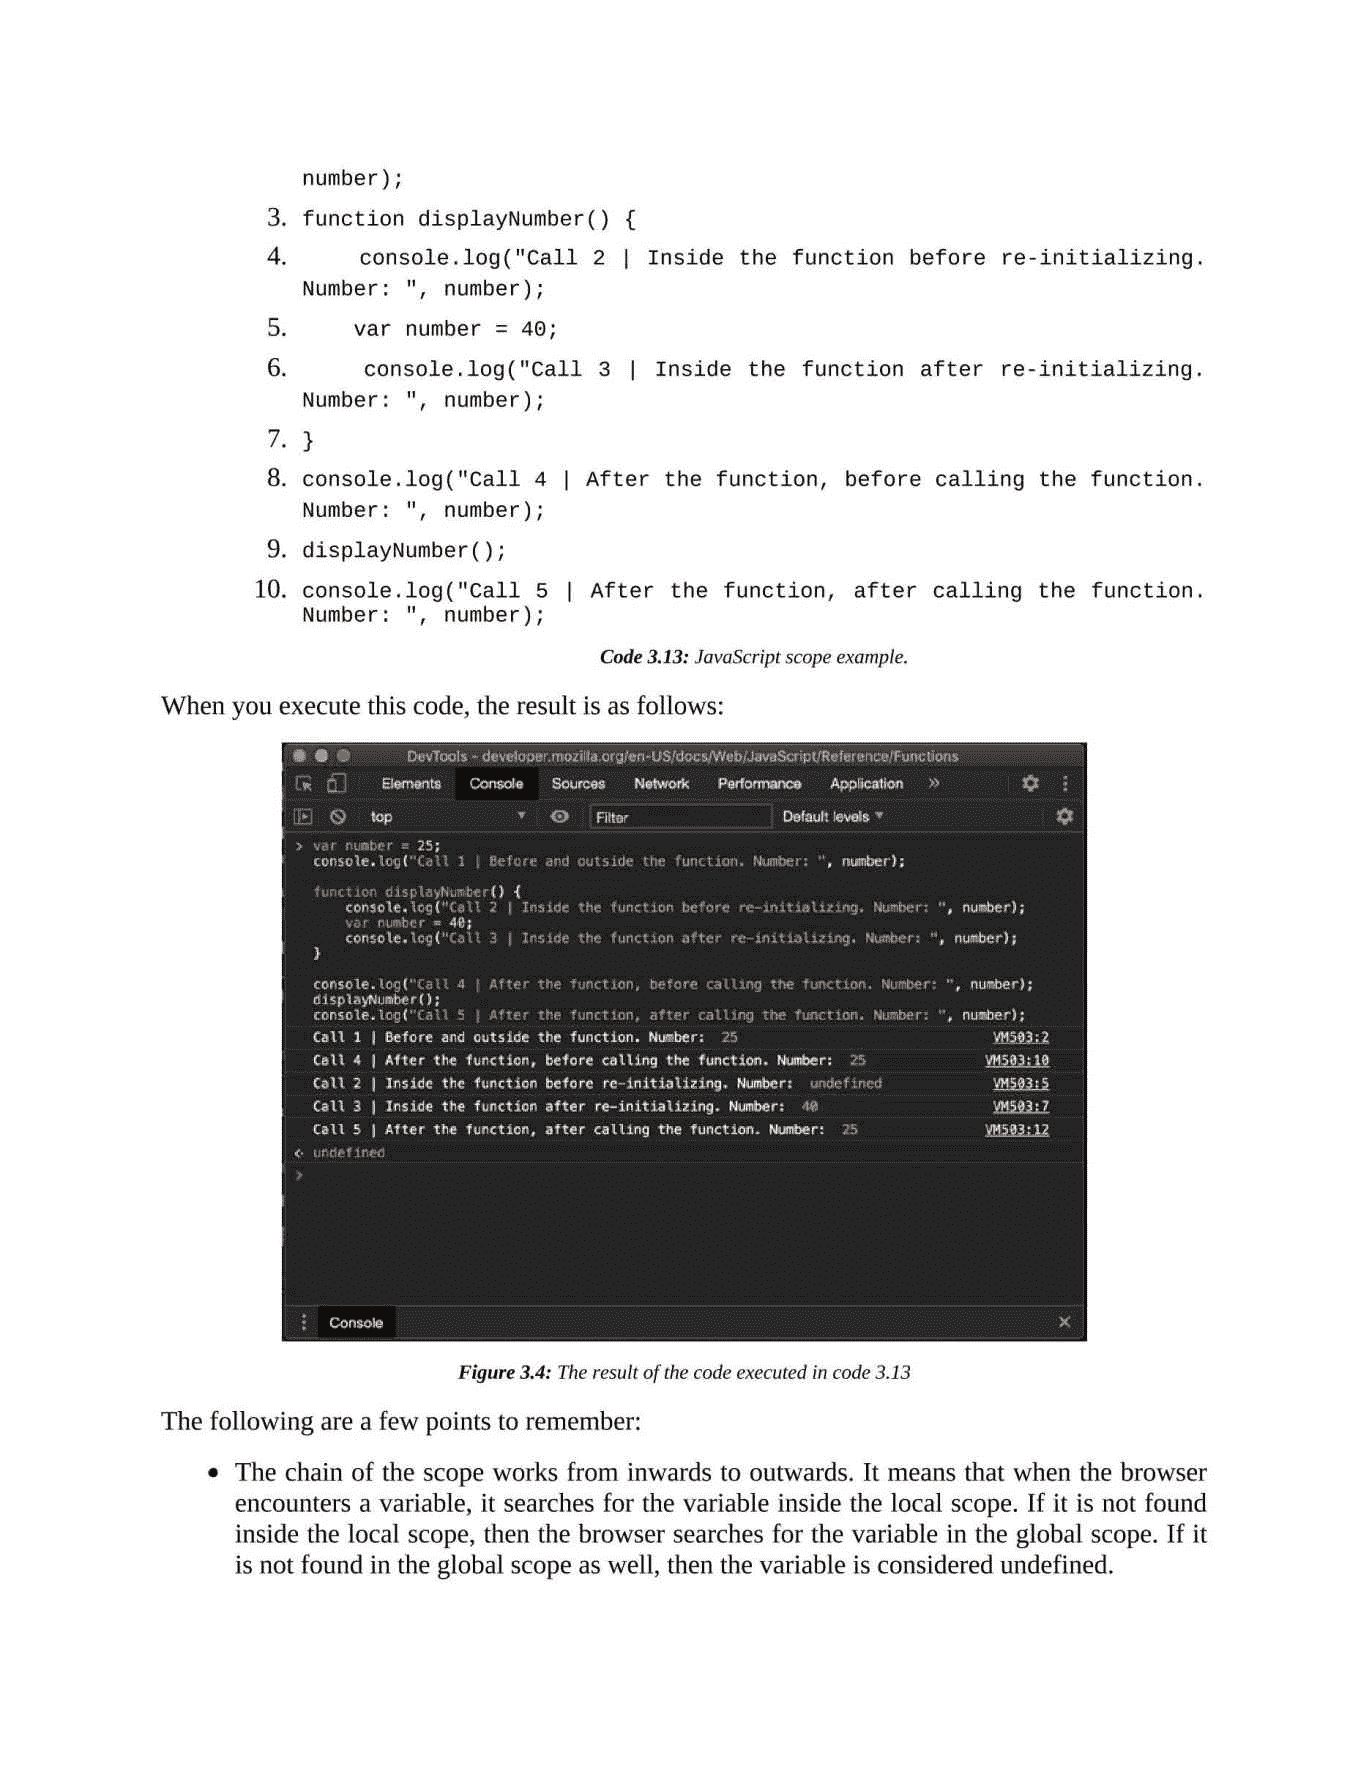 number);
3. function displayNumber() {
4. console.log("Call 2 | Inside the function before re-initializing.
Number: ", number);
5. var number = 40;
6. console.log("Call 3 | Inside the function after re-initializing.
Number: ", number);
7. }
8. console.log("Call 4 | After the function, before calling the function.
Number: ", number);
9. displayNumber();
10. console.log("Call 5 | After the function, after calling the function.
Number: ", number);
Code 3.13: JavaScript scope example.
When you execute this code, the result is as follows:
DevTools - developer.mozilla.org/en-US/docs/Web/JavaScript/Reference/Functions
Elements Console Sources Network Performance Application »
top ▼ Filter Default levels ▼
> var number = 25;
console.log("Call 1 | Before and outside the function. Number: ", number);
function displayNumber() {
console.log("Call 2 | Inside the function before re-initializing. Number: ", number);
var number = 40;
console.log("Call 3 | Inside the function after re-initializing. Number: ", number);
}
console.log("Call 4 | After the function, before calling the function. Number: ", number);
displayNumber();
console.log("Call 5 | After the function, after calling the function. Number: ", number);
Call 1 | Before and outside the function. Number: 25 VM503:2
Call 4 | After the function, before calling the function. Number: 25 VM503:10
Call 2 | Inside the function before re-initializing. Number: undefined VM503:5
Call 3 | Inside the function after re-initializing. Number: 40 VM503:7
Call 5 | After the function, after calling the function. Number: 25 VM503:12
undefined
>
Console
Figure 3.4: The result of the code executed in code 3.13
The following are a few points to remember:
• The chain of the scope works from inwards to outwards. It means that when the browser
encounters a variable, it searches for the variable inside the local scope. If it is not found
inside the local scope, then the browser searches for the variable in the global scope. If it
is not found in the global scope as well, then the variable is considered undefined.